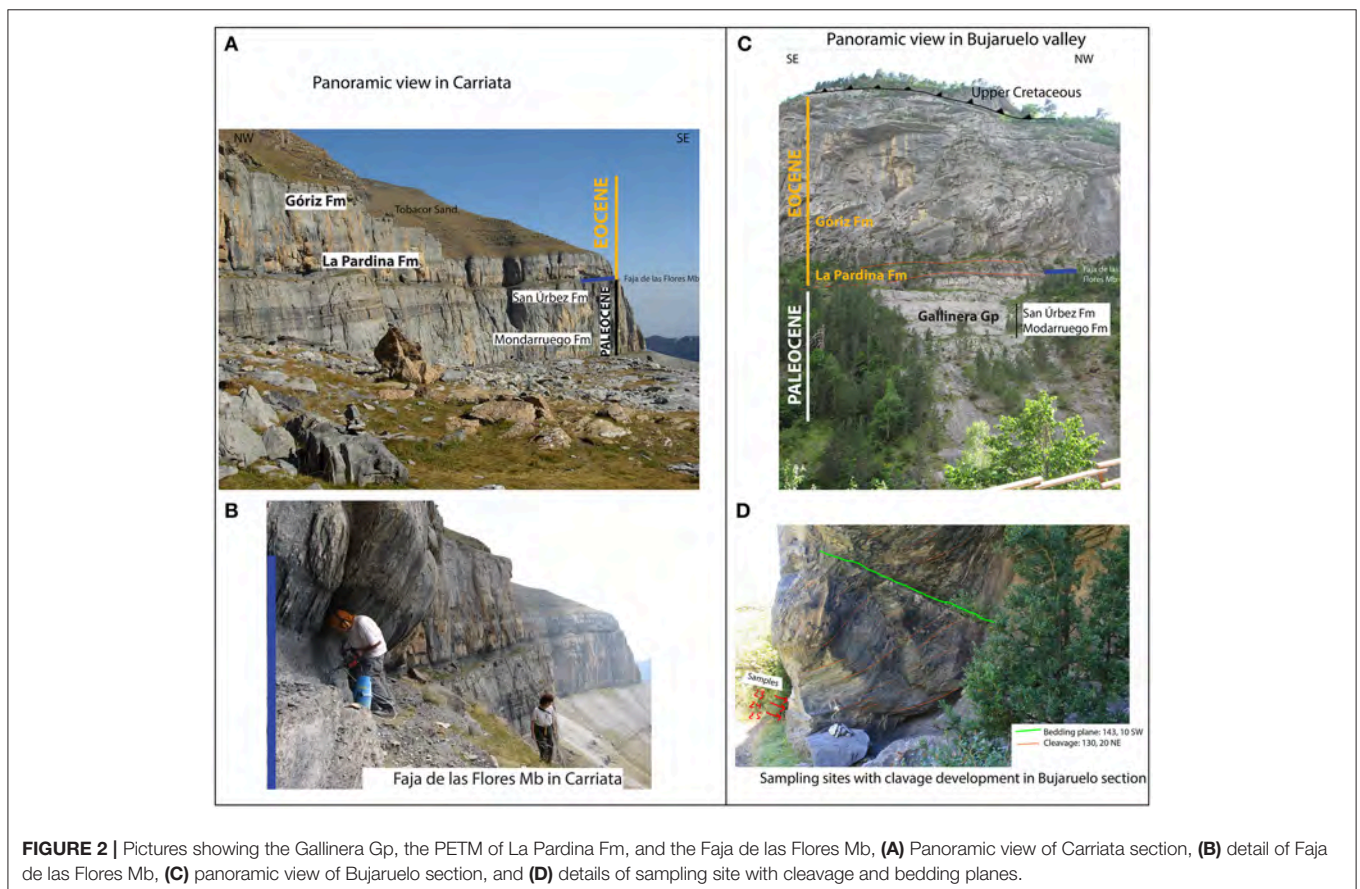 A
Panoramic view in Carriata
NW
SE
Góriz Fm
Tobacor Sand.
La Pardina Fm
EOCENE
Faja de las Flores Mb
San Úrbez Fm
PALEOCENE
Mondarruego Fm
B
Faja de las Flores Mb in Carriata
C
Panoramic view in Bujaruelo valley
SE
NW
Upper Cretaceous
EOCENE
Góriz Fm
La Pardina Fm
Faja de las
Flores Mb
PALEOCENE
Gallinera Gp
San Úrbez Fm
Modarruego Fm
D
Samples
Bedding plane: 143, 10 SW
Cleavage: 130, 20 NE
Sampling sites with clavage development in Bujaruelo section
FIGURE 2 | Pictures showing the Gallinera Gp, the PETM of La Pardina Fm, and the Faja de las Flores Mb, (A) Panoramic view of Carriata section, (B) detail of Faja
de las Flores Mb, (C) panoramic view of Bujaruelo section, and (D) details of sampling site with cleavage and bedding planes.